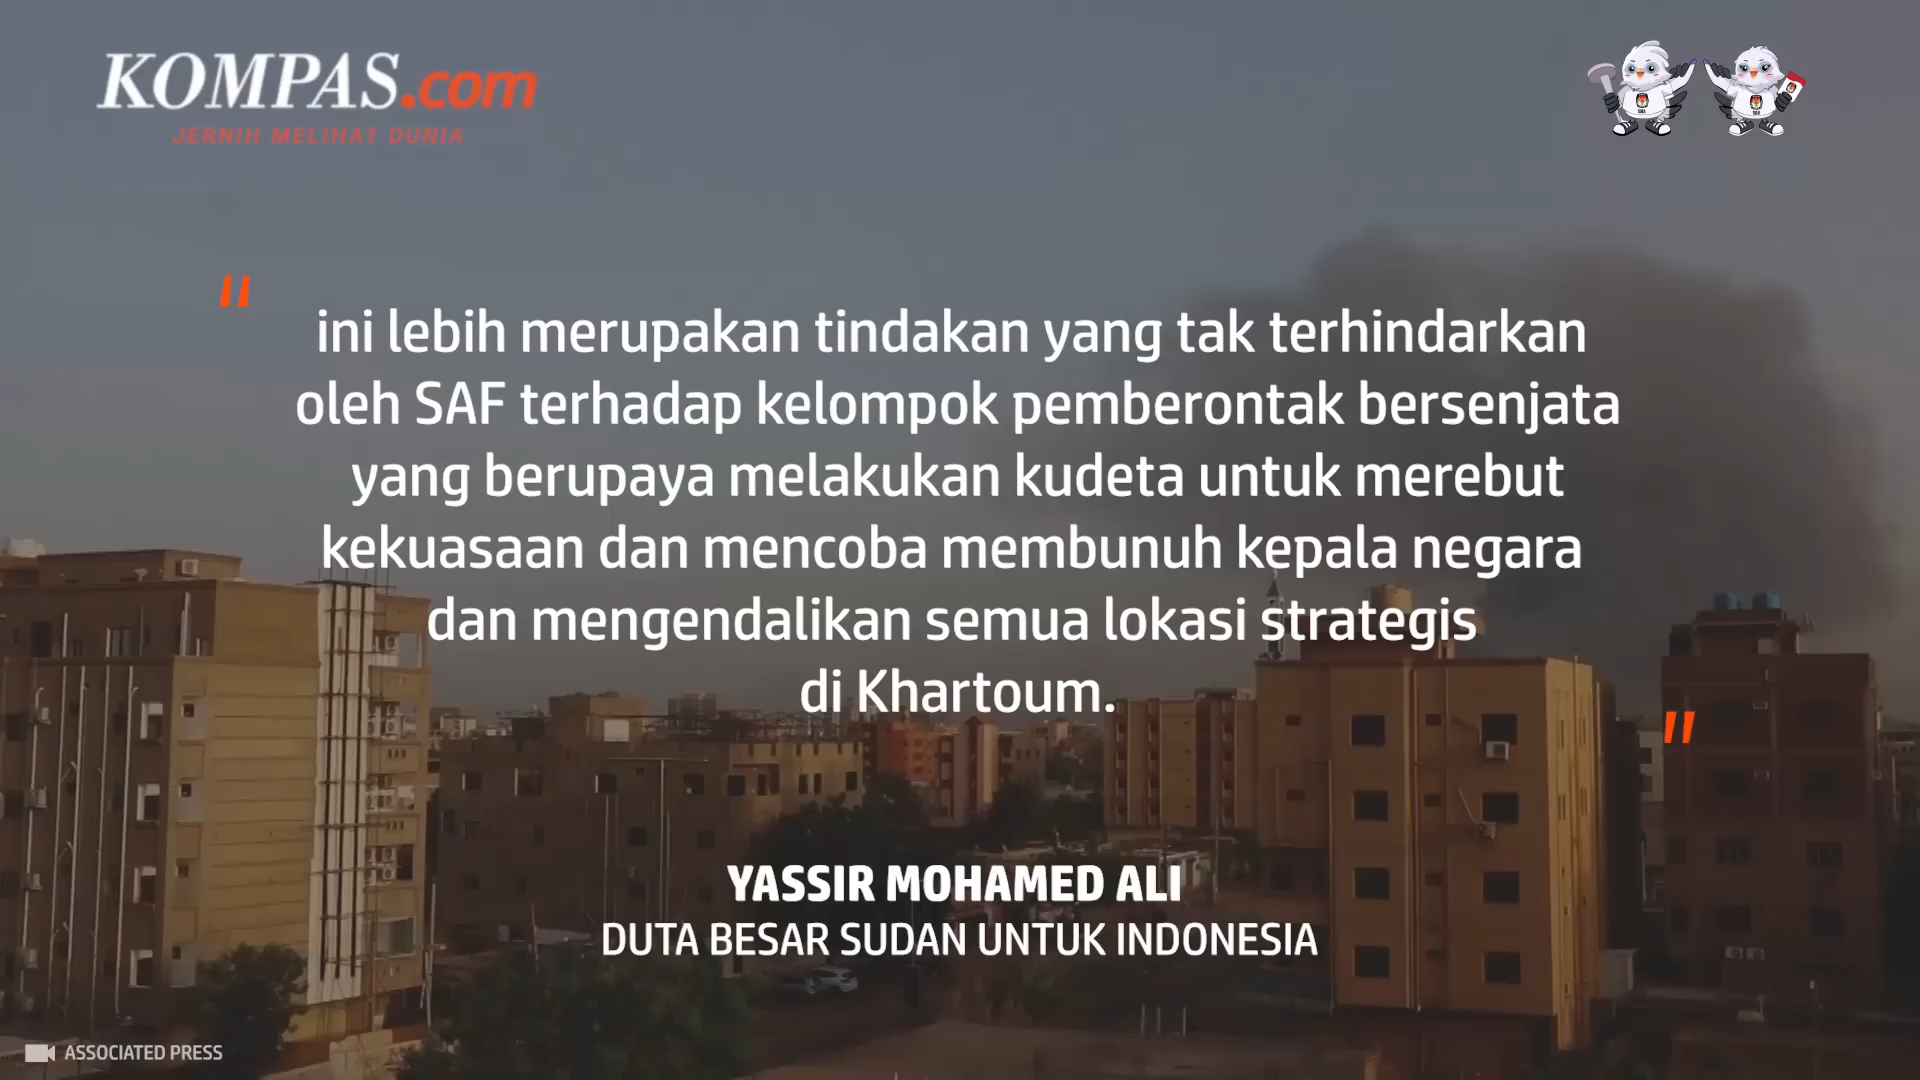 KOMPAS.com
JERNIH MELIHAT DUNIA
"
ini lebih merupakan tindakan yang tak terhindarkan
oleh SAF terhadap kelompok pemberontak bersenjata
yang berupaya melakukan kudeta untuk merebut
kekuasaan dan mencoba membunuh kepala negara
dan mengendalikan semua lokasi strategis
di Khartoum.
"
YASSIR MOHAMED ALI
DUTA BESAR SUDAN UNTUK INDONESIA
ASSOCIATED PRESS